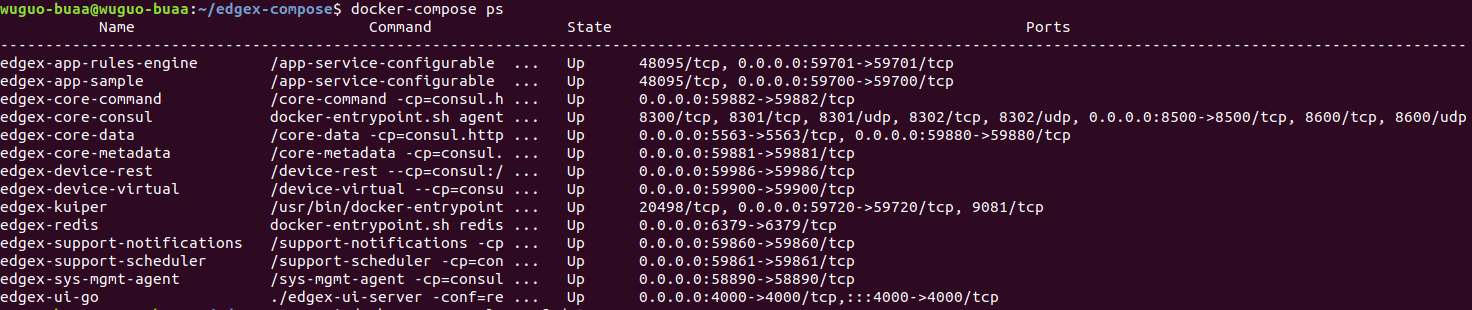 wuguo-buaa@wuguo-buaa:~/edgex-compose$ docker-compose ps
Name Command State Ports
--------------------------------------------------------------------------------------------------------------------------------------------------------------------
edgex-app-rules-engine /app-service-configurable ... Up 48095/tcp, 0.0.0.0:59701->59701/tcp
edgex-app-sample /app-service-configurable ... Up 48095/tcp, 0.0.0.0:59700->59700/tcp
edgex-core-command /core-command -cp=consul.h ... Up 0.0.0.0:59882->59882/tcp
edgex-core-consul docker-entrypoint.sh agent ... Up 8300/tcp, 8301/tcp, 8301/udp, 8302/tcp, 8302/udp, 0.0.0.0:8500->8500/tcp, 8600/tcp, 8600/udp
edgex-core-data /core-data -cp=consul.http ... Up 0.0.0.0:5563->5563/tcp, 0.0.0.0:59880->59880/tcp
edgex-core-metadata /core-metadata -cp=consul. ... Up 0.0.0.0:59881->59881/tcp
edgex-device-rest /device-rest --cp=consul:/ ... Up 0.0.0.0:59986->59986/tcp
edgex-device-virtual /device-virtual --cp=consu ... Up 0.0.0.0:59900->59900/tcp
edgex-kuiper /usr/bin/docker-entrypoint ... Up 20498/tcp, 0.0.0.0:59720->59720/tcp, 9081/tcp
edgex-redis docker-entrypoint.sh redis ... Up 0.0.0.0:6379->6379/tcp
edgex-support-notifications /support-notifications -cp ... Up 0.0.0.0:59860->59860/tcp
edgex-support-scheduler /support-scheduler -cp=con ... Up 0.0.0.0:59861->59861/tcp
edgex-sys-mgmt-agent /sys-mgmt-agent -cp=consul ... Up 0.0.0.0:58890->58890/tcp
edgex-ui-go ./edgex-ui-server -conf=re ... Up 0.0.0.0:4000->4000/tcp,:::4000->4000/tcp